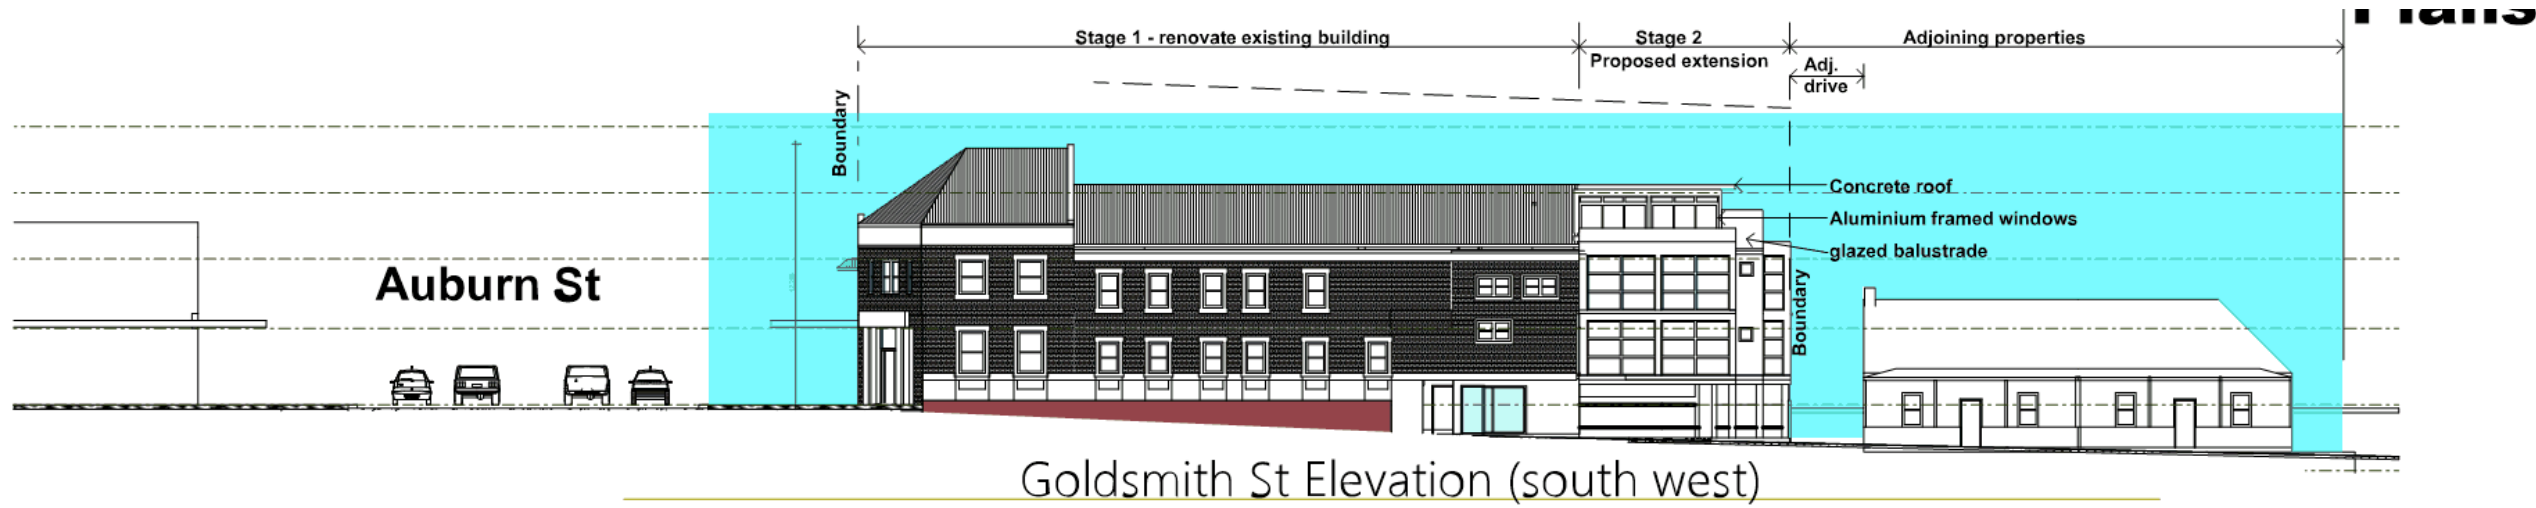 Plans
Stage 1 - renovate existing building
Stage 2
Adjoining properties
Proposed extension
Adj.
drive
Boundary
Concrete roof
Aluminium framed windows
glazed balustrade
Auburn St
Boundary
Goldsmith St Elevation (south west)